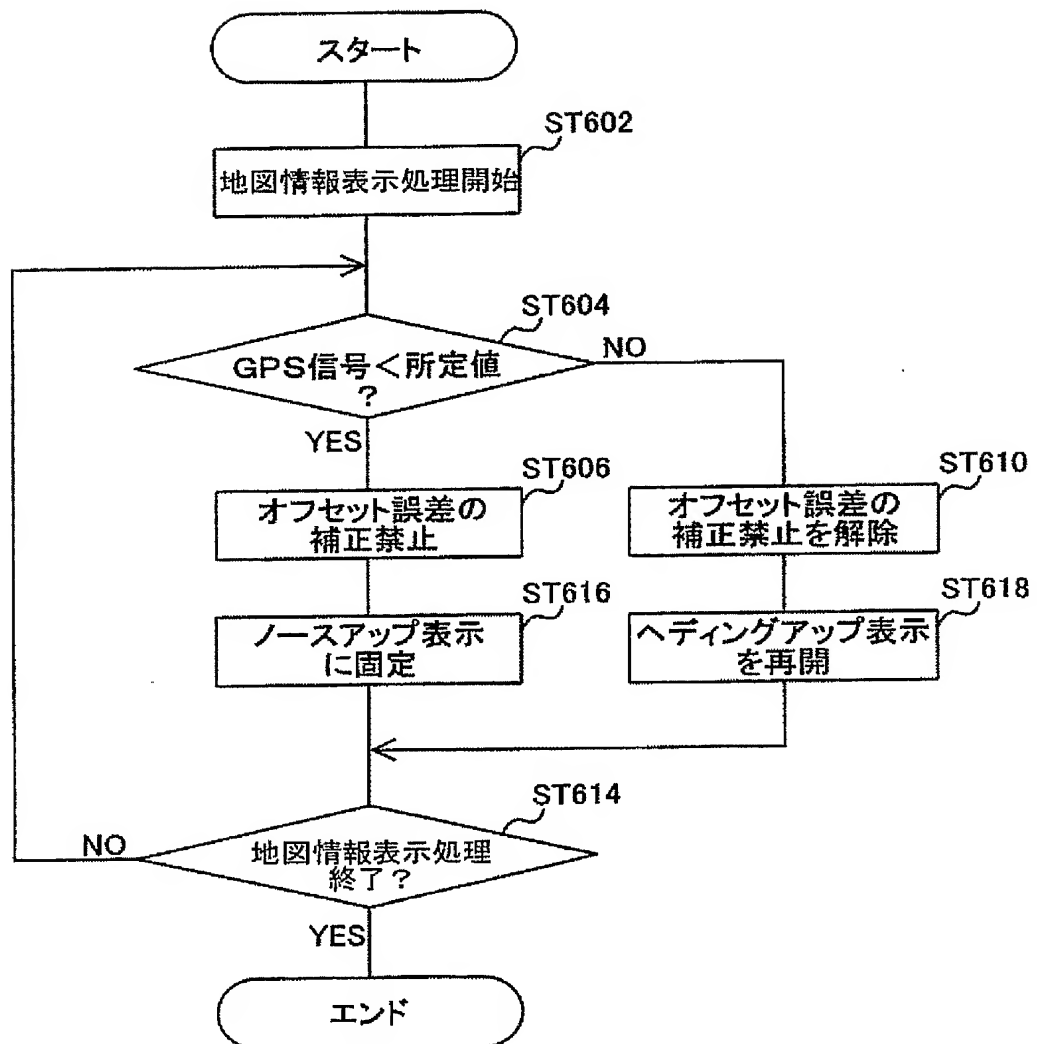 スタート
ST602
地図情報表示処理開始
ST604
GPS信号<所定値
?
NO
YES
ST606
オフセット誤差の
補正禁止
ST610
オフセット誤差の
補正禁止を解除
ST616
ノースアップ表示
に固定
ST618
ヘディングアップ表示
を再開
ST614
地図情報表示処理
終了?
NO
YES
エンド